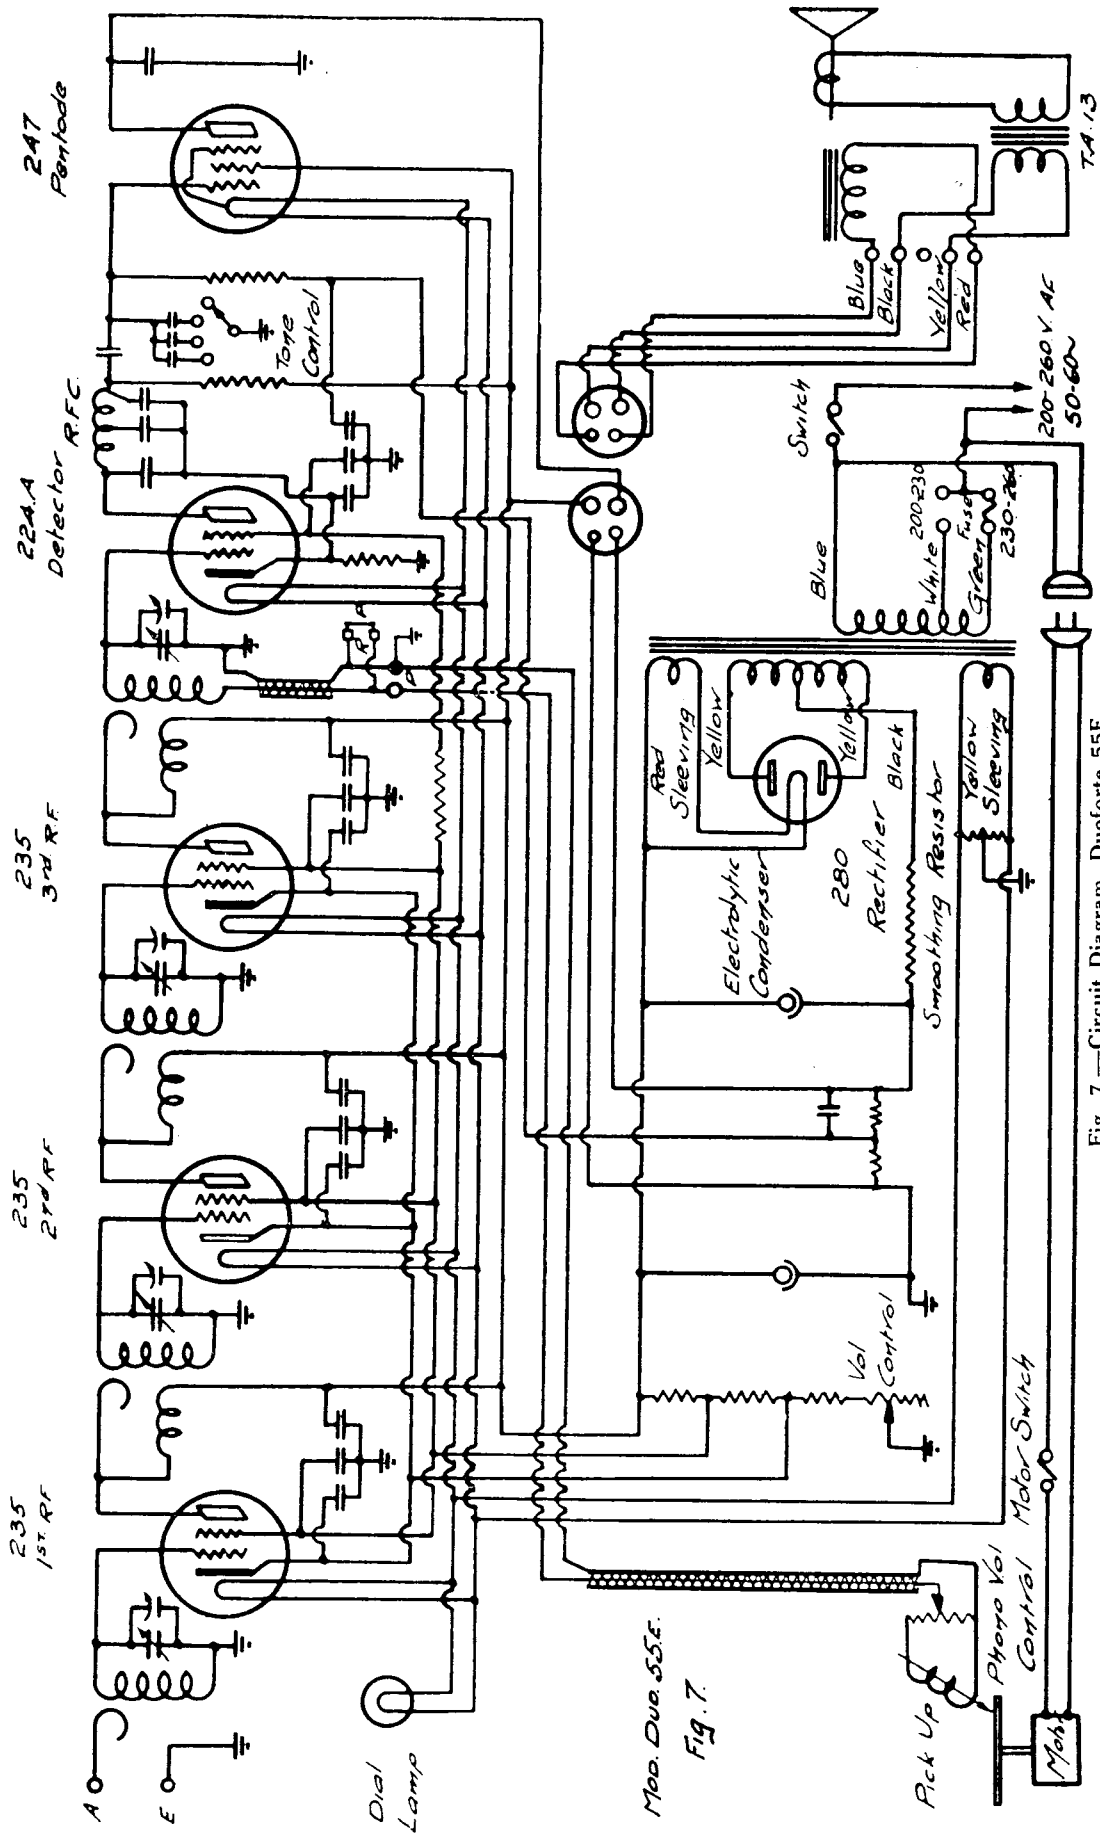 235
1ST. RF
235
2nd RF
235
3rd R.F.
224.A
Detector
R.F.C.
247
Pentode
Tone
Control
A
E
Dial
Lamp
R
P
P
Mod. Duo. 55.E.
Fig. 7.
Blue
Black
Yellow
Red
T.A. 13
Switch
200-260 V. AC
50-60~
Blue
White
200-230
Fuse
Green
230-260
Red
Sleeving
Yellow
Yellow
Black
Electrolytic
Condenser
280
Rectifier
Smoothing Resistor
Yellow
Sleeving
Vol
Control
Motor Switch
Phono Vol
Control
Pick Up
Motor
Fig. 7.—Circuit Diagram, Duoforte 55E.